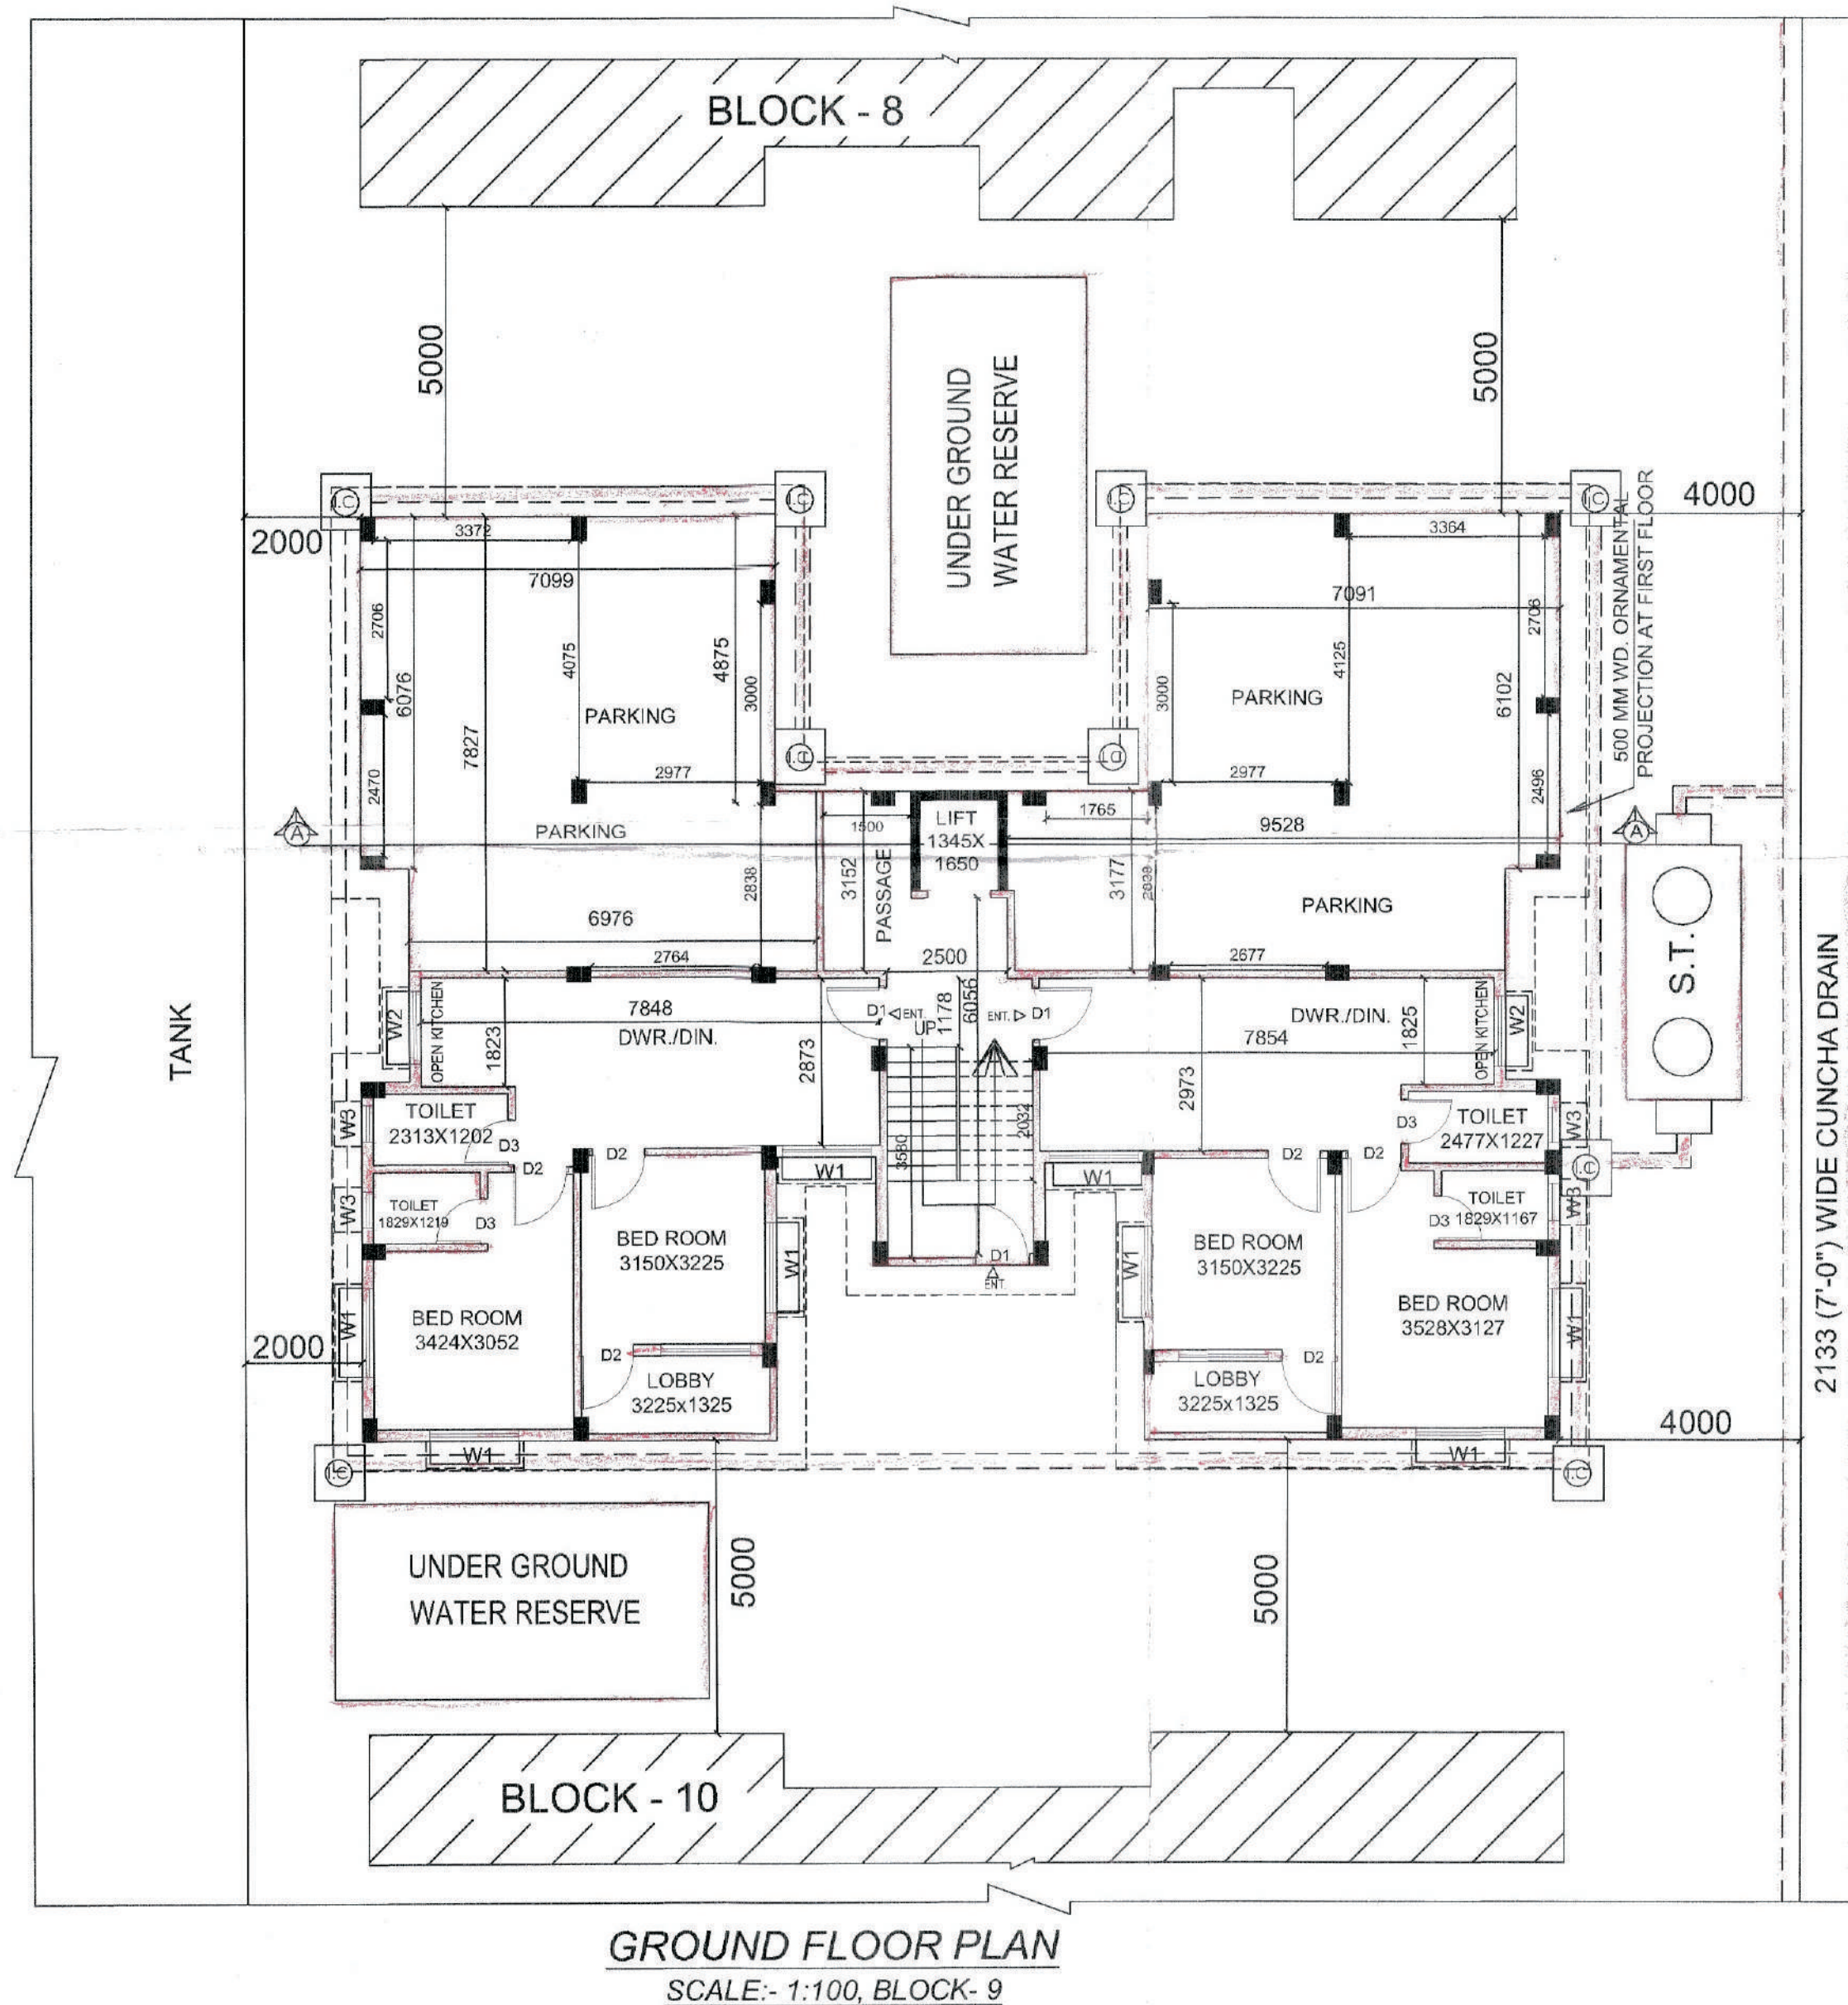 BLOCK - 8
5000
5000
UNDER GROUND
WATER RESERVE
I.C
I.C
I.C
I.C
2000
4000
3372
3364
7099
7091
500 MM WD. ORNAMENTAL
PROJECTION AT FIRST FLOOR
2706
6076
7827
4075
4875
3000
3000
4125
2706
6102
PARKING
PARKING
2977
2977
2470
2496
A
PARKING
1500
LIFT
1345X
1650
1765
9528
A
2838
3152
PASSAGE
3177
2838
PARKING
6976
2764
2500
2677
S.T.
TANK
2133 (7'-0") WIDE CUNCHA DRAIN
W2
OPEN KITCHEN
1823
7848
DWR./DIN.
2873
D1
ENT.
UP
1178
6056
ENT.
D1
DWR./DIN.
7854
2973
1825
OPEN KITCHEN
W2
W3
TOILET
2313X1202
D3
D2
D2
W1
3580
2032
W1
D2
D2
D3
TOILET
2477X1227
W3
I.C
W3
TOILET
1829X1219
D3
TOILET
D3 1829X1167
W3
BED ROOM
3150X3225
W1
D1
ENT.
W1
BED ROOM
3150X3225
BED ROOM
3424X3052
W1
BED ROOM
3528X3127
W1
2000
D2
LOBBY
3225x1325
D2
LOBBY
3225x1325
4000
W1
W1
I.C
I.C
UNDER GROUND
WATER RESERVE
5000
5000
BLOCK - 10
GROUND FLOOR PLAN
SCALE:- 1:100, BLOCK- 9